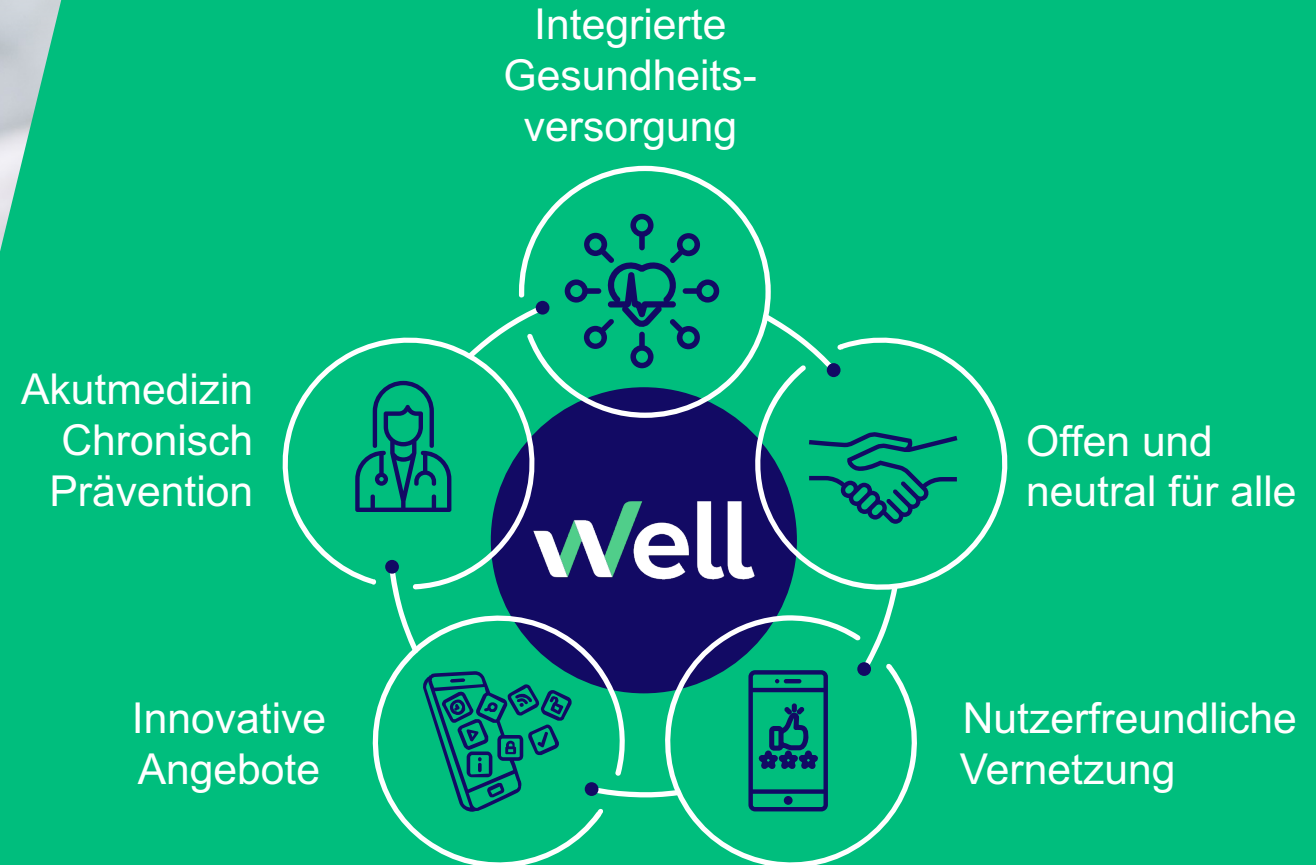 Integrierte
Gesundheits-
versorgung
Akutmedizin
Chronisch
Prävention
Offen und
neutral für alle
Well
Innovative
Angebote
Nutzerfreundliche
Vernetzung